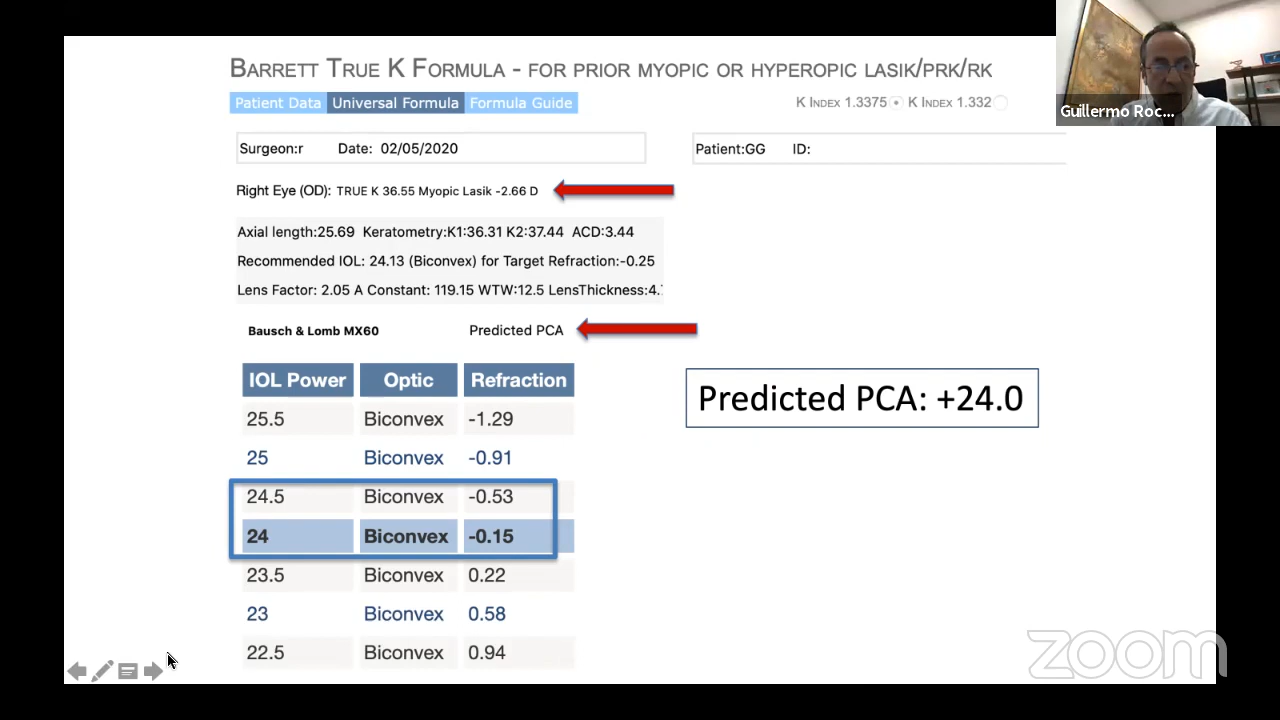 BARRETT TRUE K FORMULA - FOR PRIOR MYOPIC OR HYPEROPIC LASIK/PRK/RK
Patient Data Universal Formula Formula Guide K INDEX 1.3375 K INDEX 1.332
Guillermo Roc...
Surgeon:r Date: 02/05/2020 Patient:GG ID:
Right Eye (OD): TRUE K 36.55 Myopic Lasik -2.66 D
Axial length:25.69 Keratometry:K1:36.31 K2:37.44 ACD:3.44
Recommended IOL: 24.13 (Biconvex) for Target Refraction:-0.25
Lens Factor: 2.05 A Constant: 119.15 WTW:12.5 LensThickness:4.
Bausch & Lomb MX60 Predicted PCA
IOL Power Optic Refraction
25.5 Biconvex -1.29
25 Biconvex -0.91
24.5 Biconvex -0.53
24 Biconvex -0.15
23.5 Biconvex 0.22
23 Biconvex 0.58
22.5 Biconvex 0.94
Predicted PCA: +24.0
zoom